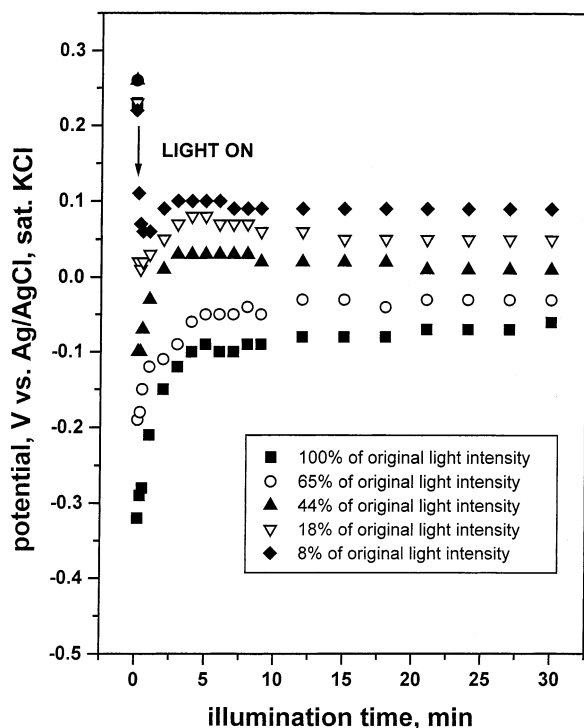 0.3
0.2
0.1
0.0
-0.1
-0.2
-0.3
-0.4
-0.5
potential, V vs. Ag/AgCl, sat. KCl
LIGHT ON
100% of original light intensity
65% of original light intensity
44% of original light intensity
18% of original light intensity
8% of original light intensity
0 5 10 15 20 25 30
illumination time, min